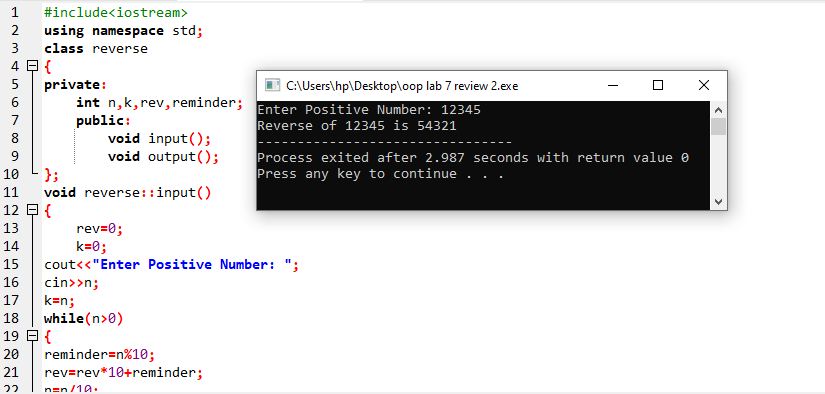 1 #include<iostream>
2 using namespace std;
3 class reverse
4 {
5 private:
6 int n,k,rev,reminder;
7 public:
8 void input();
9 void output();
10 };
11 void reverse::input()
12 {
13 rev=0;
14 k=0;
15 cout<<"Enter Positive Number: ";
16 cin>>n;
17 k=n;
18 while(n>0)
19 {
20 reminder=n%10;
21 rev=rev*10+reminder;
22 n=n/10;
C:\Users\hp\Desktop\oop lab 7 review 2.exe
Enter Positive Number: 12345
Reverse of 12345 is 54321
--------------------------------
Process exited after 2.987 seconds with return value 0
Press any key to continue . . .